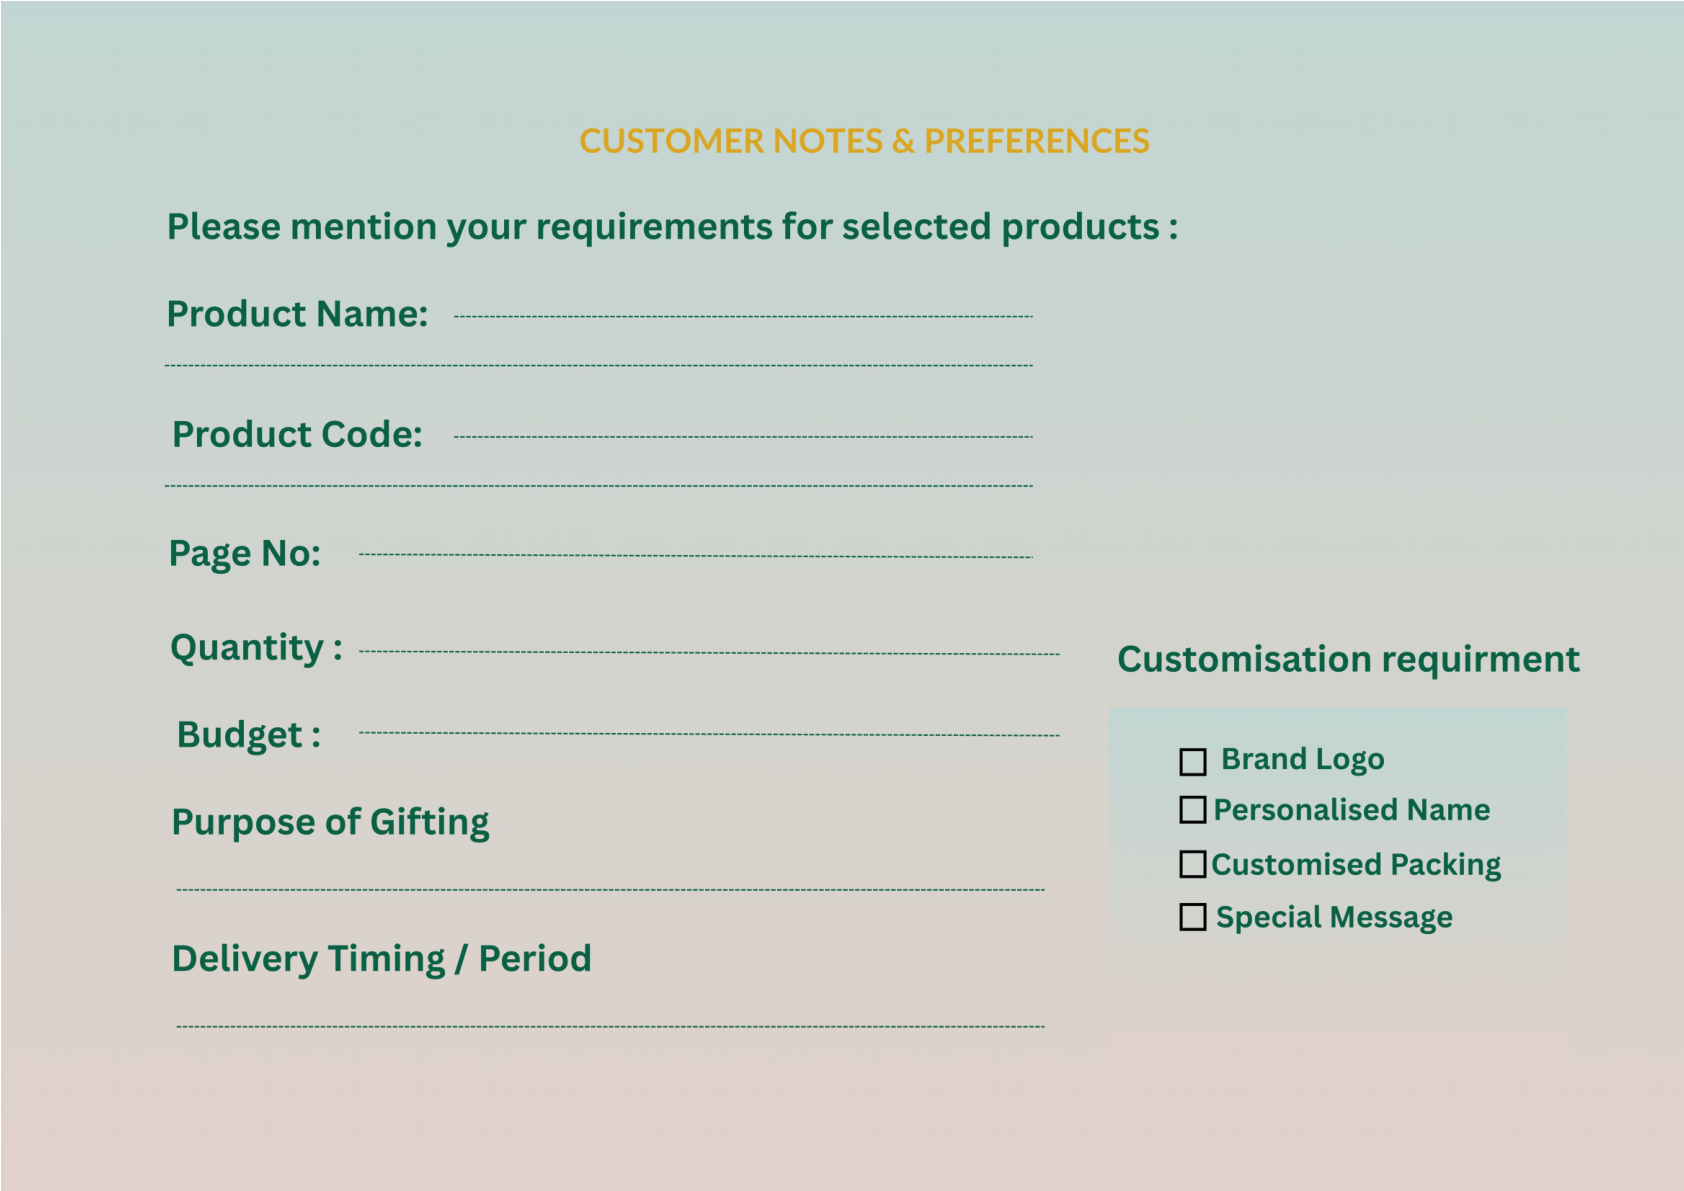 CUSTOMER NOTES & PREFERENCES
Please mention your requirements for selected products :
Product Name:
Product Code:
Page No:
Quantity :
Budget :
Purpose of Gifting
Delivery Timing / Period
Customisation requirment
Brand Logo
Personalised Name
Customised Packing
Special Message